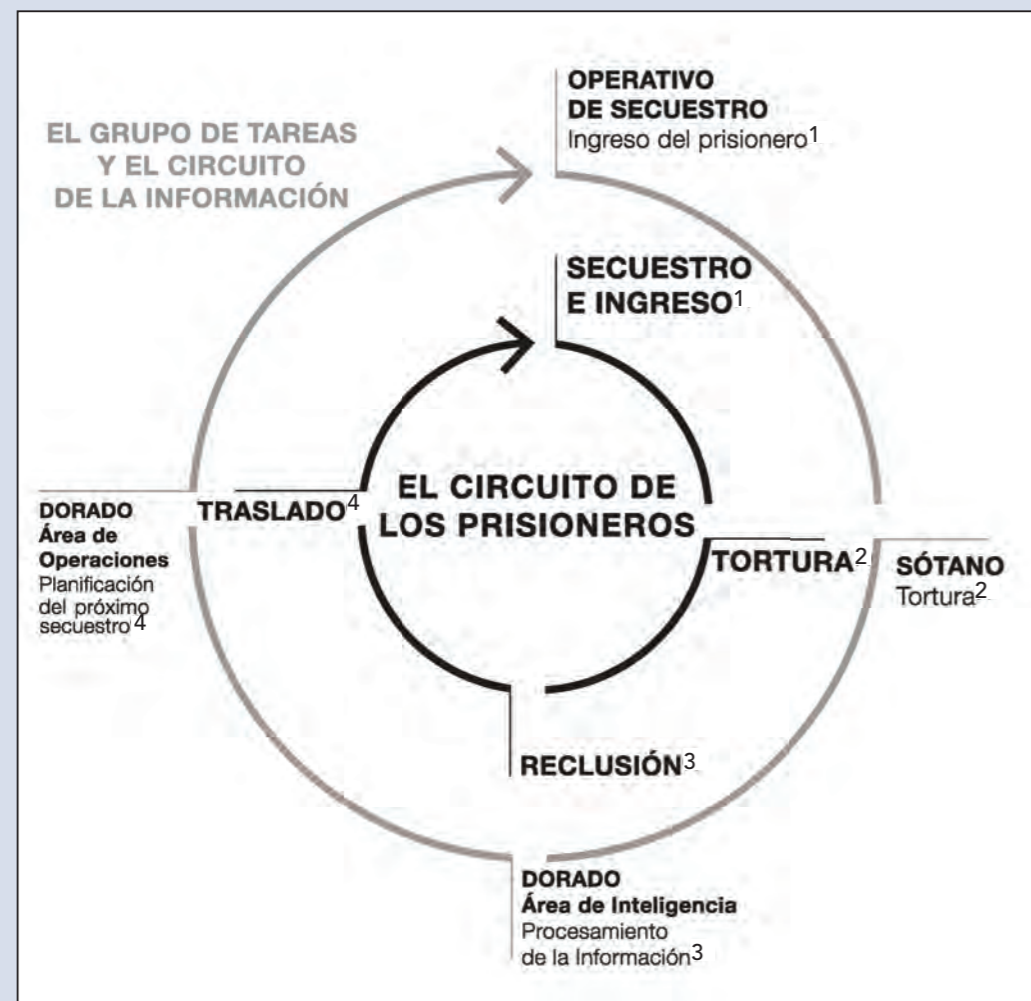 EL GRUPO DE TAREAS
Y EL CIRCUITO
DE LA INFORMACIÓN
OPERATIVO
DE SECUESTRO
Ingreso del prisionero1
SECUESTRO
E INGRESO1
EL CIRCUITO DE
LOS PRISIONEROS
TRASLADO4
DORADO
Área de
Operaciones
Planificación
del próximo
secuestro4
TORTURA2
SÓTANO
Tortura2
RECLUSIÓN3
DORADO
Área de Inteligencia
Procesamiento
de la Información3